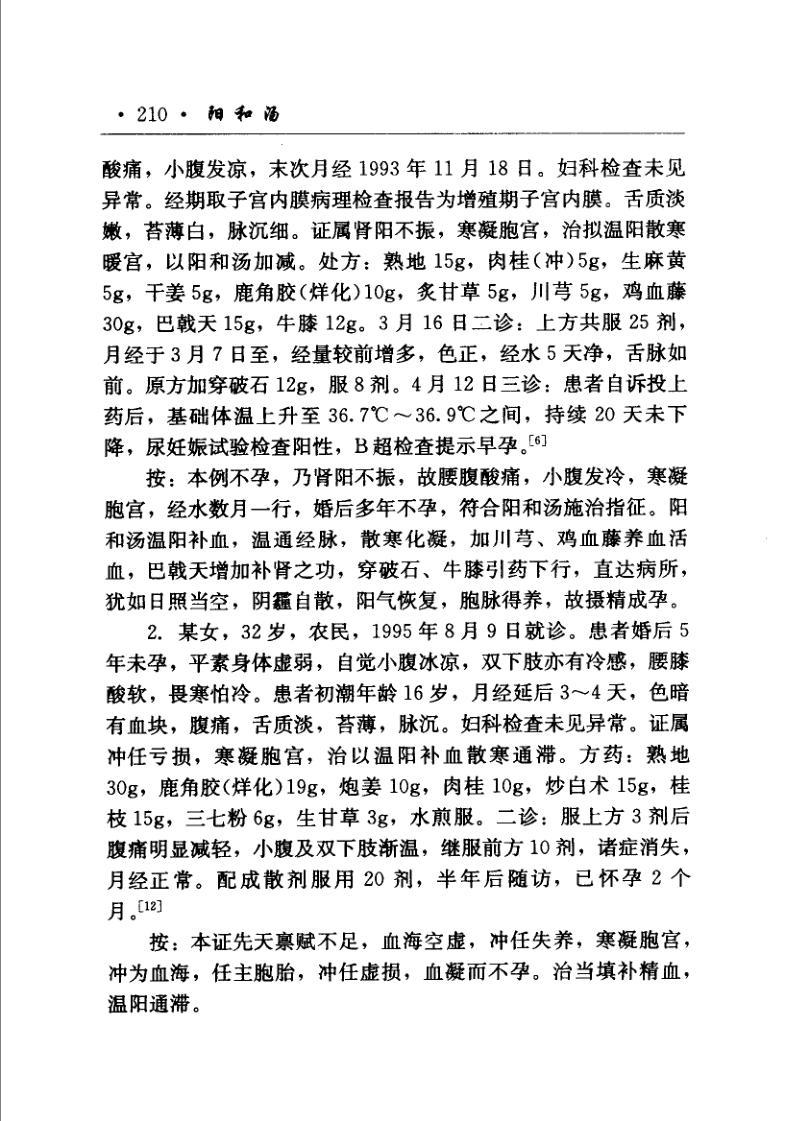 · 210 · 阳和汤
酸痛，小腹发凉，末次月经 1993 年 11 月 18 日。妇科检查未见
异常。经期取子宫内膜病理检查报告为增殖期子宫内膜。舌质淡
嫩，苔薄白，脉沉细。证属肾阳不振，寒凝胞宫，治拟温阳散寒
暖宫，以阳和汤加减。处方：熟地 15g，肉桂(冲)5g，生麻黄
5g，干姜 5g，鹿角胶(烊化)10g，炙甘草 5g，川芎 5g，鸡血藤
30g，巴戟天 15g，牛膝 12g。3 月 16 日二诊：上方共服 25 剂，
月经于 3 月 7 日至，经量较前增多，色正，经水 5 天净，舌脉如
前。原方加穿破石 12g，服 8 剂。4 月 12 日三诊：患者自诉投上
药后，基础体温上升至 36.7℃～36.9℃之间，持续 20 天未下
降，尿妊娠试验检查阳性，B 超检查提示早孕。[6]
按：本例不孕，乃肾阳不振，故腰腹酸痛，小腹发冷，寒凝
胞宫，经水数月一行，婚后多年不孕，符合阳和汤施治指征。阳
和汤温阳补血，温通经脉，散寒化凝，加川芎、鸡血藤养血活
血，巴戟天增加补肾之功，穿破石、牛膝引药下行，直达病所，
犹如日照当空，阴霾自散，阳气恢复，胞脉得养，故摄精成孕。
2. 某女，32 岁，农民，1995 年 8 月 9 日就诊。患者婚后 5
年未孕，平素身体虚弱，自觉小腹冰凉，双下肢亦有冷感，腰膝
酸软，畏寒怕冷。患者初潮年龄 16 岁，月经延后 3～4 天，色暗
有血块，腹痛，舌质淡，苔薄，脉沉。妇科检查未见异常。证属
冲任亏损，寒凝胞宫，治以温阳补血散寒通滞。方药：熟地
30g，鹿角胶(烊化)19g，炮姜 10g，肉桂 10g，炒白术 15g，桂
枝 15g，三七粉 6g，生甘草 3g，水煎服。二诊：服上方 3 剂后
腹痛明显减轻，小腹及双下肢渐温，继服前方 10 剂，诸症消失，
月经正常。配成散剂服用 20 剂，半年后随访，已怀孕 2 个
月。[12]
按：本证先天禀赋不足，血海空虚，冲任失养，寒凝胞宫，
冲为血海，任主胞胎，冲任虚损，血凝而不孕。治当填补精血，
温阳通滞。